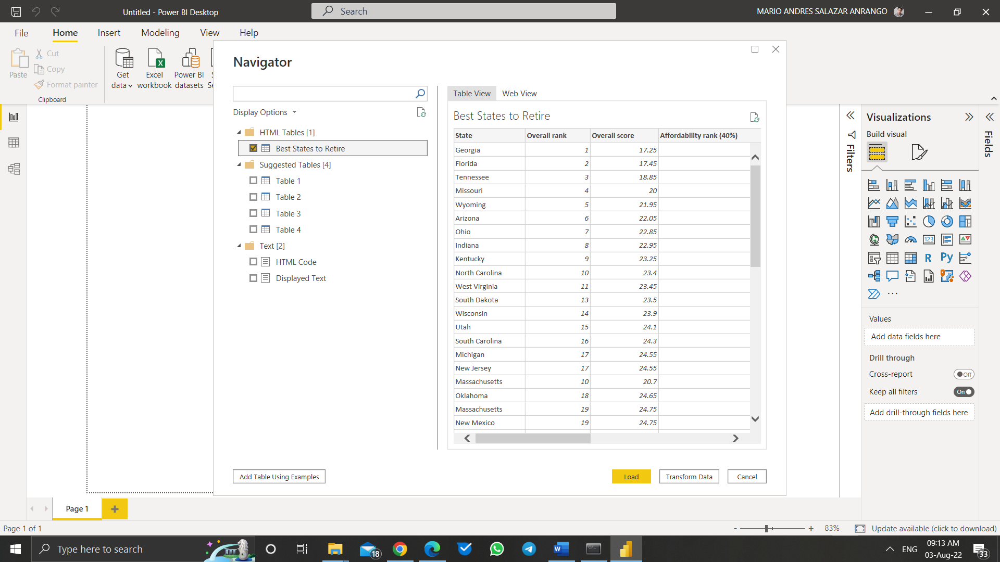 Untitled - Power BI Desktop
Search
MARIO ANDRES SALAZAR ANRANGO
File Home Insert Modeling View Help
Paste
Cut
Copy
Format painter
Clipboard
Get data
Excel workbook
Power BI datasets
Navigator
Display Options
HTML Tables [1]
Best States to Retire
Suggested Tables [4]
Table 1
Table 2
Table 3
Table 4
Text [2]
HTML Code
Displayed Text
Table View Web View
Best States to Retire
State Overall rank Overall score Affordability rank (40%)
Georgia 1 17.25
Florida 2 17.45
Tennessee 3 18.85
Missouri 4 20
Wyoming 5 21.95
Arizona 6 22.05
Ohio 7 22.85
Indiana 8 22.95
Kentucky 9 23.25
North Carolina 10 23.4
West Virginia 11 23.45
South Dakota 13 23.5
Wisconsin 14 23.9
Utah 15 24.1
South Carolina 16 24.3
Michigan 17 24.55
New Jersey 17 24.55
Massachusetts 10 20.7
Oklahoma 18 24.65
Massachusetts 19 24.75
New Mexico 19 24.75
Add Table Using Examples
Load
Transform Data
Cancel
Filters
Visualizations
Build visual
123
R
Py
Values
Add data fields here
Drill through
Cross-report
Off
Keep all filters
On
Add drill-through fields here
Fields
Page 1
Page 1 of 1
- + 83%
Update available (click to download)
Type here to search
18
ENG
09:13 AM
03-Aug-22
33